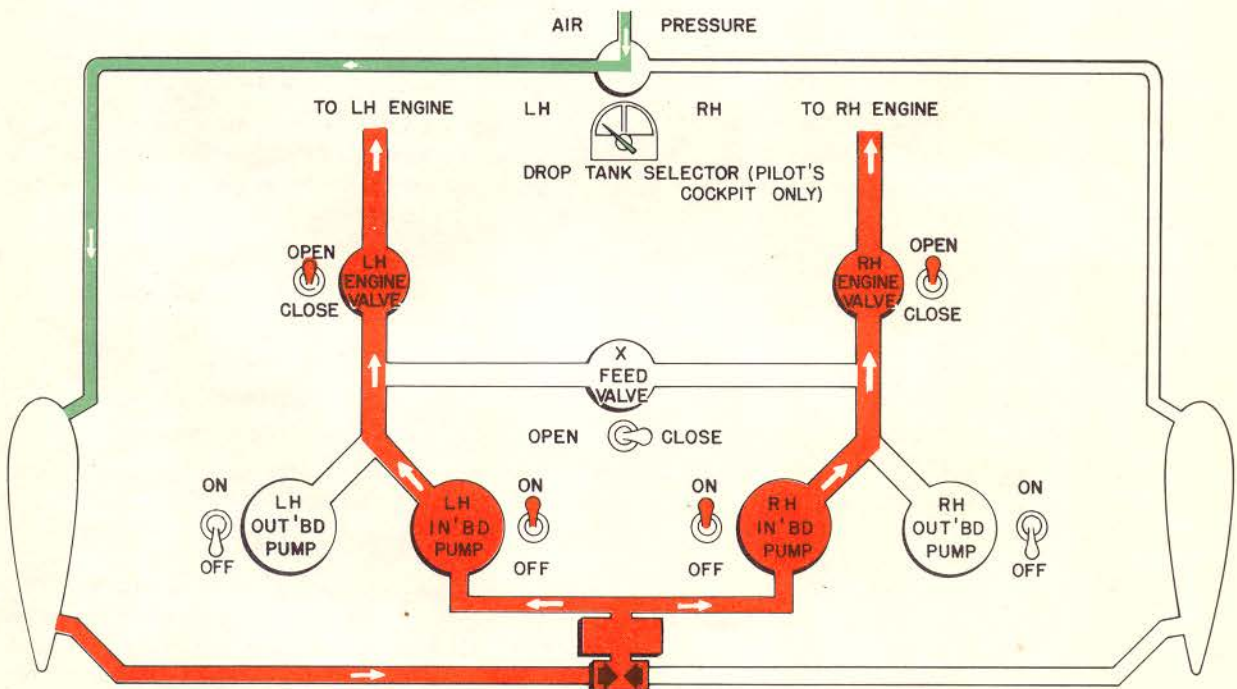 AIR PRESSURE
TO LH ENGINE
LH
RH
TO RH ENGINE
DROP TANK SELECTOR (PILOT'S
COCKPIT ONLY)
OPEN
CLOSE
LH
ENGINE
VALVE
RH
ENGINE
VALVE
OPEN
CLOSE
X
FEED
VALVE
OPEN
CLOSE
ON
OFF
LH
OUT'BD
PUMP
LH
IN'BD
PUMP
ON
OFF
ON
OFF
RH
IN'BD
PUMP
RH
OUT'BD
PUMP
ON
OFF